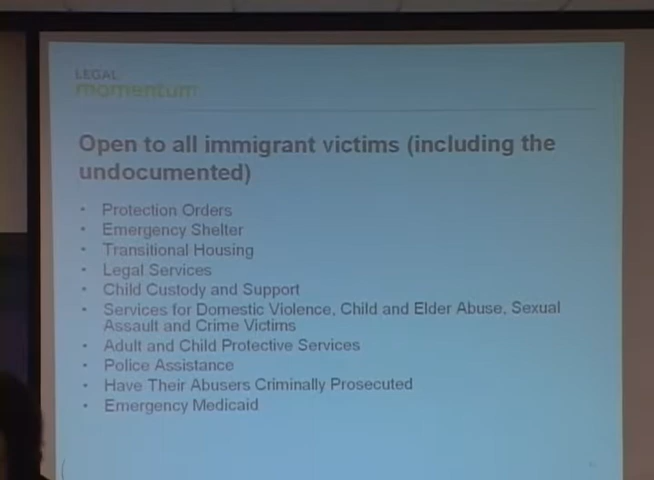 LEGAL
momentum
Open to all immigrant victims (including the
undocumented)
• Protection Orders
• Emergency Shelter
• Transitional Housing
• Legal Services
• Child Custody and Support
• Services for Domestic Violence, Child and Elder Abuse, Sexual
Assault and Crime Victims
• Adult and Child Protective Services
• Police Assistance
• Have Their Abusers Criminally Prosecuted
• Emergency Medicaid